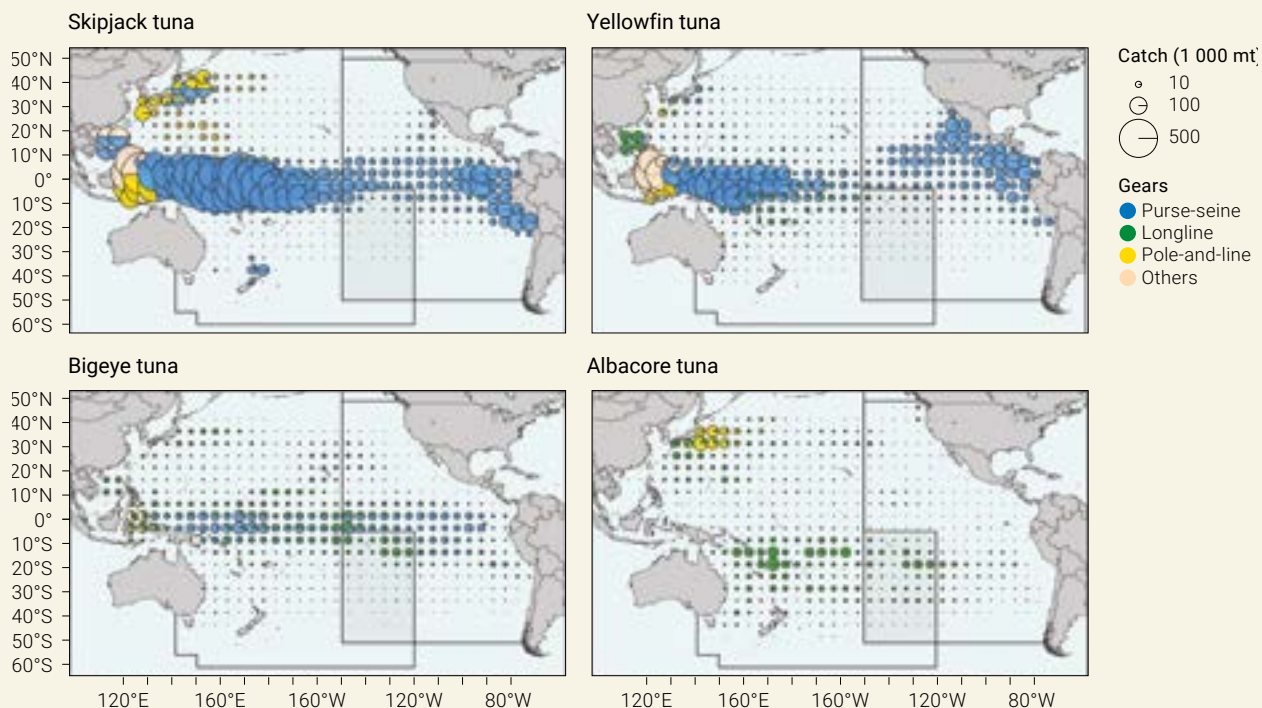 Skipjack tuna
Yellowfin tuna
50°N
40°N
30°N
20°N
10°N
0°
10°S
20°S
30°S
40°S
50°S
60°S
Catch (1 000 mt)
10
100
500
Gears
Purse-seine
Longline
Pole-and-line
Others
Bigeye tuna
Albacore tuna
50°N
40°N
30°N
20°N
10°N
0°
10°S
20°S
30°S
40°S
50°S
60°S
120°E 160°E 160°W 120°W 80°W
120°E 160°E 160°W 120°W 80°W